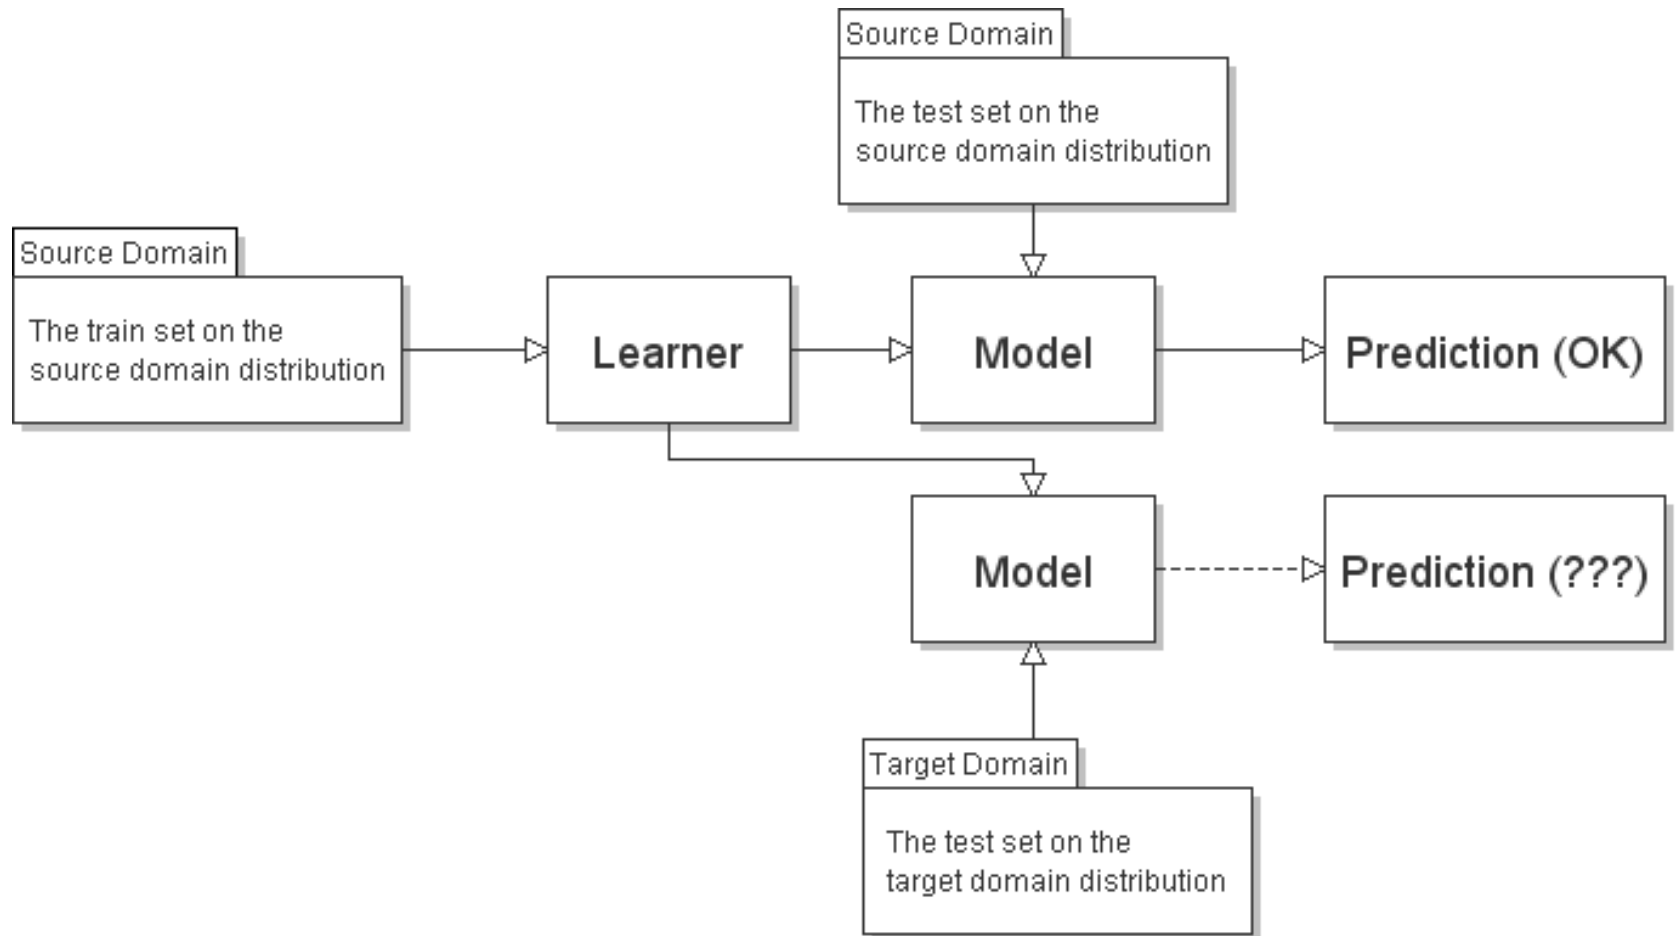 Source Domain
The test set on the
source domain distribution
Source Domain
The train set on the
source domain distribution
Learner
Model
Prediction (OK)
Model
Prediction (???)
Target Domain
The test set on the
target domain distribution